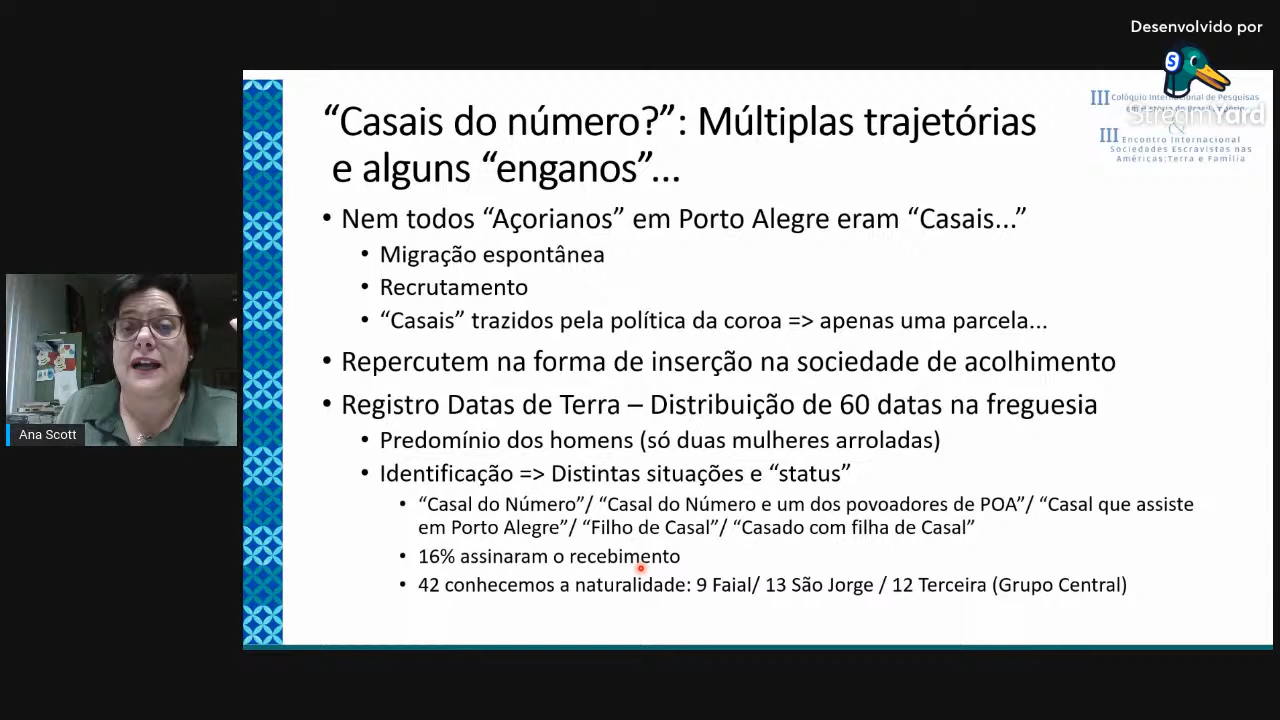 Desenvolvido por
StreamYard
III Colóquio Internacional de Pesquisas
&
III Encontro Internacional
Sociedades Escravistas nas
Américas:Terra e Família
“Casais do número?”: Múltiplas trajetórias
e alguns “enganos”...
• Nem todos “Açorianos” em Porto Alegre eram “Casais...”
• Migração espontânea
• Recrutamento
• “Casais” trazidos pela política da coroa => apenas uma parcela...
• Repercutem na forma de inserção na sociedade de acolhimento
• Registro Datas de Terra – Distribuição de 60 datas na freguesia
• Predomínio dos homens (só duas mulheres arroladas)
• Identificação => Distintas situações e “status”
• “Casal do Número”/ “Casal do Número e um dos povoadores de POA”/ “Casal que assiste
em Porto Alegre”/ “Filho de Casal”/ “Casado com filha de Casal”
• 16% assinaram o recebimento
• 42 conhecemos a naturalidade: 9 Faial/ 13 São Jorge / 12 Terceira (Grupo Central)
Ana Scott